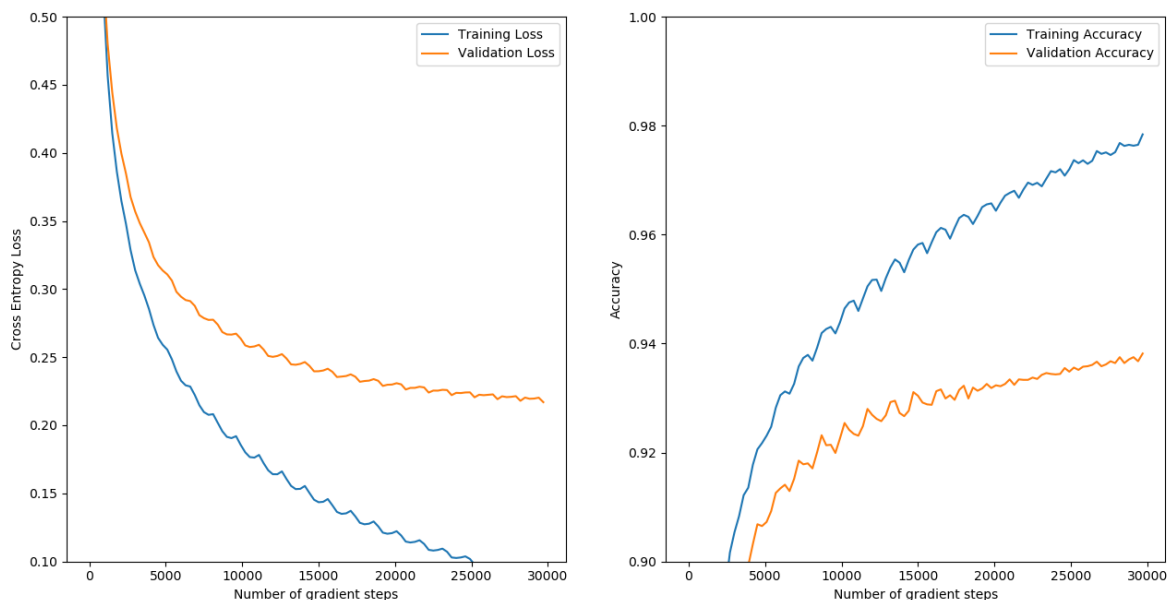 0.50
0.45
0.40
0.35
0.30
0.25
0.20
0.15
0.10
Cross Entropy Loss
Training Loss
Validation Loss
0 5000 10000 15000 20000 25000 30000
Number of gradient steps
1.00
0.98
0.96
0.94
0.92
0.90
Accuracy
Training Accuracy
Validation Accuracy
0 5000 10000 15000 20000 25000 30000
Number of gradient steps